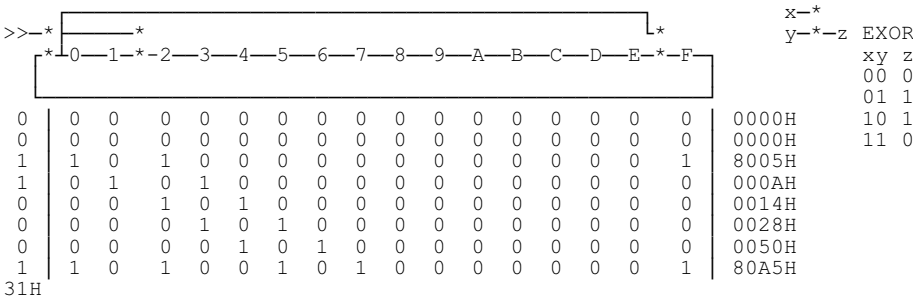 x—*
>>—* * * y—*—z EXOR
*—0—1—*-2—3—4—5—6—7—8—9—A—B—C—D—E—*—F xy z
00 0
01 1
0 0 0 0 0 0 0 0 0 0 0 0 0 0 0 0 0 0000H 10 1
0 0 0 0 0 0 0 0 0 0 0 0 0 0 0 0 0 0000H 11 0
1 1 0 1 0 0 0 0 0 0 0 0 0 0 0 0 1 8005H
1 0 1 0 1 0 0 0 0 0 0 0 0 0 0 0 0 000AH
0 0 0 1 0 1 0 0 0 0 0 0 0 0 0 0 0 0014H
0 0 0 0 1 0 1 0 0 0 0 0 0 0 0 0 0 0028H
0 0 0 0 0 1 0 1 0 0 0 0 0 0 0 0 0 0050H
1 1 0 1 0 0 1 0 1 0 0 0 0 0 0 0 1 80A5H
31H